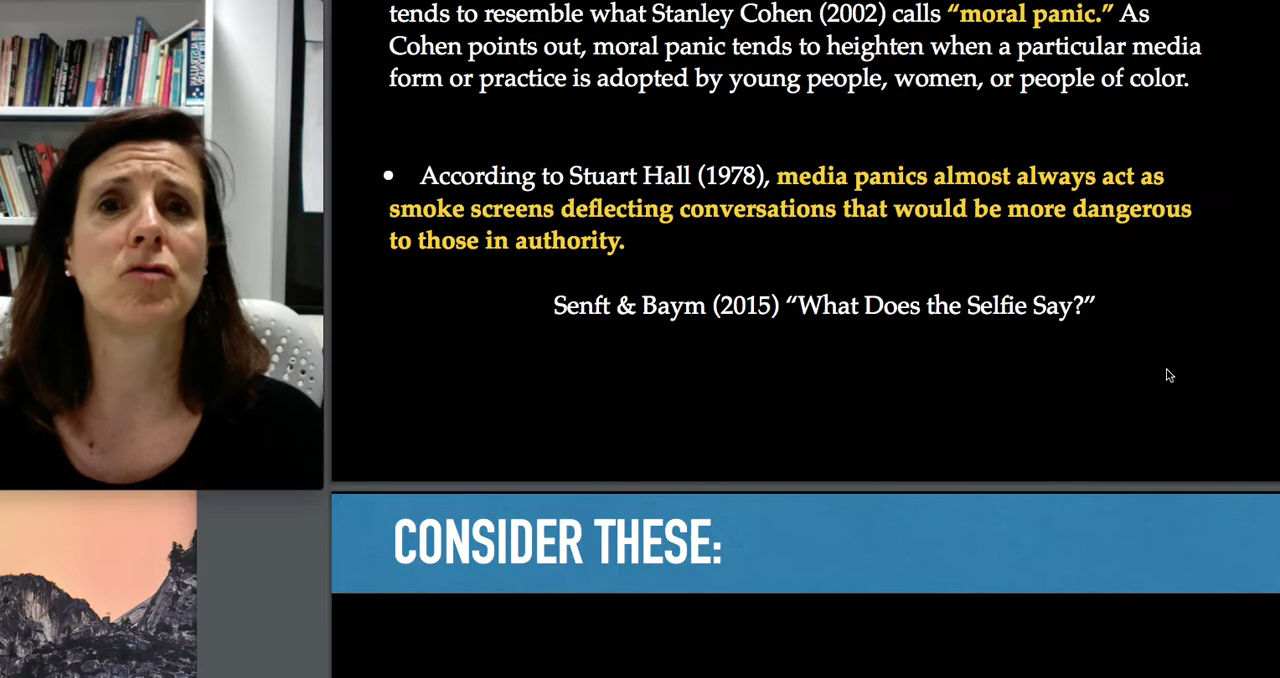 tends to resemble what Stanley Cohen (2002) calls “moral panic.” As
Cohen points out, moral panic tends to heighten when a particular media
form or practice is adopted by young people, women, or people of color.
• According to Stuart Hall (1978), media panics almost always act as
smoke screens deflecting conversations that would be more dangerous
to those in authority.
Senft & Baym (2015) “What Does the Selfie Say?”
CONSIDER THESE: